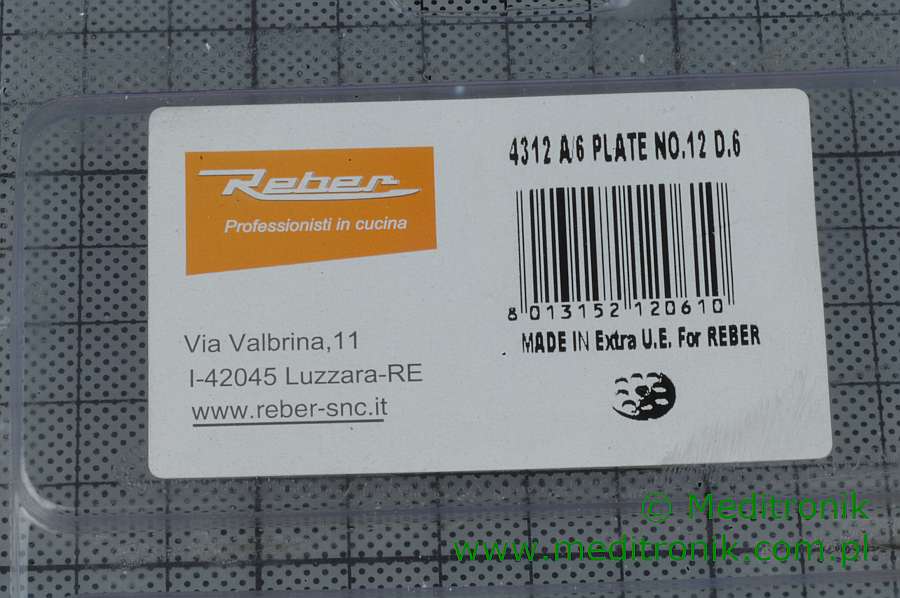 Reber
Professionisti in cucina
Via Valbrina,11
I-42045 Luzzara-RE
www.reber-snc.it
4312 A/6 PLATE NO.12 D.6
8 013152 120610
MADE IN Extra U.E. For REBER
© Meditronik
www.meditronik.com.pl